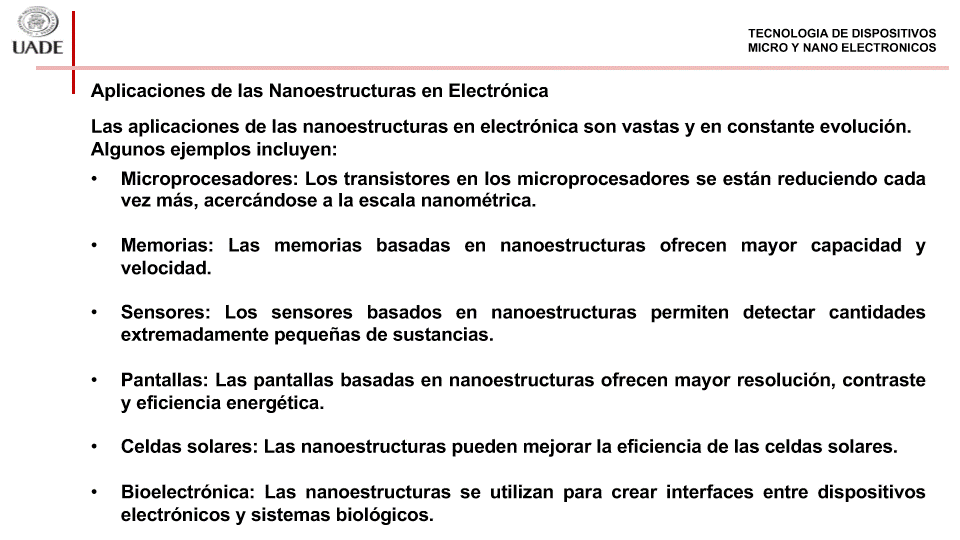 UADE
TECNOLOGIA DE DISPOSITIVOS
MICRO Y NANO ELECTRONICOS
Aplicaciones de las Nanoestructuras en Electrónica
Las aplicaciones de las nanoestructuras en electrónica son vastas y en constante evolución.
Algunos ejemplos incluyen:
• Microprocesadores: Los transistores en los microprocesadores se están reduciendo cada
vez más, acercándose a la escala nanométrica.
• Memorias: Las memorias basadas en nanoestructuras ofrecen mayor capacidad y
velocidad.
• Sensores: Los sensores basados en nanoestructuras permiten detectar cantidades
extremadamente pequeñas de sustancias.
• Pantallas: Las pantallas basadas en nanoestructuras ofrecen mayor resolución, contraste
y eficiencia energética.
• Celdas solares: Las nanoestructuras pueden mejorar la eficiencia de las celdas solares.
• Bioelectrónica: Las nanoestructuras se utilizan para crear interfaces entre dispositivos
electrónicos y sistemas biológicos.